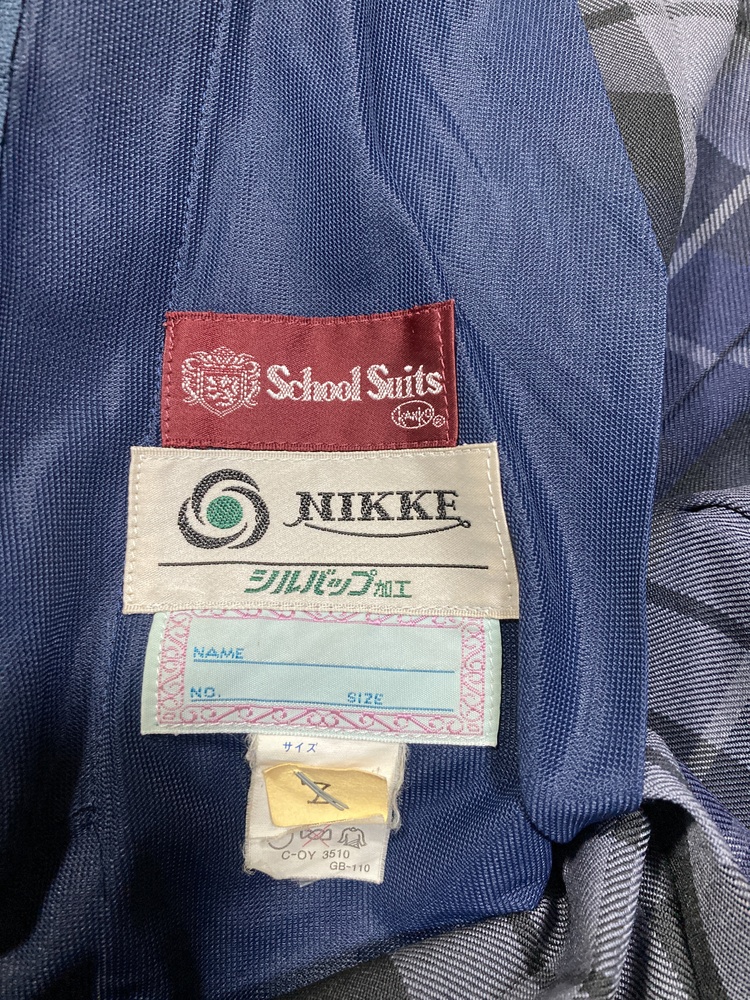 School Suits
KANKO ®
NIKKE
シルバップ加工
NAME
NO. SIZE
サイズ
C-OY 3510
GB-110